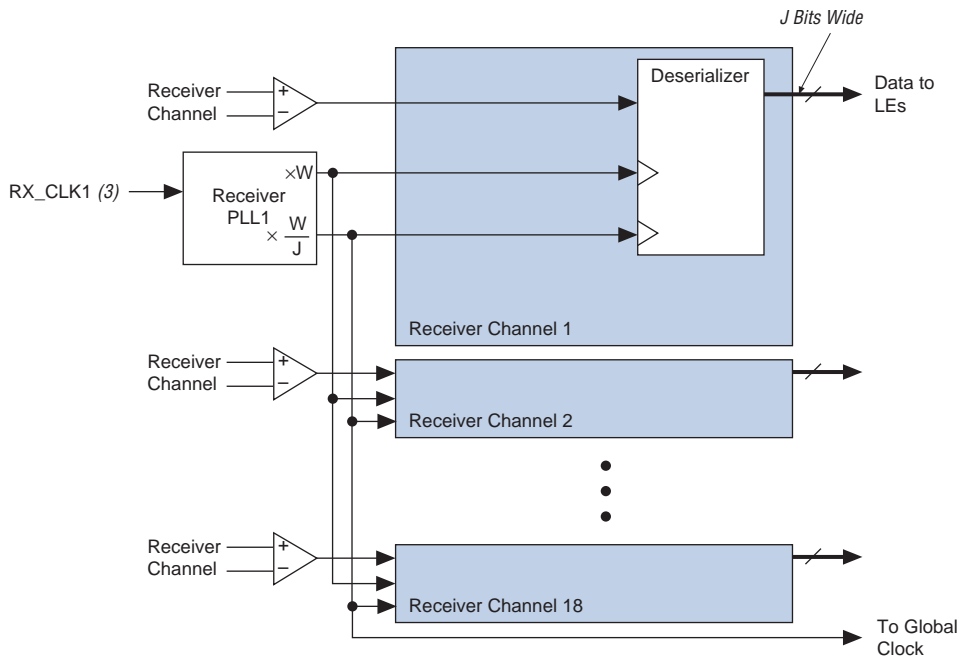 J Bits Wide
Deserializer
Receiver
Channel
+
–
Data to
LEs
RX_CLK1 (3)
×W
Receiver
PLL1
× W
J
Receiver Channel 1
Receiver
Channel
+
–
Receiver Channel 2
Receiver
Channel
+
–
Receiver Channel 18
To Global
Clock